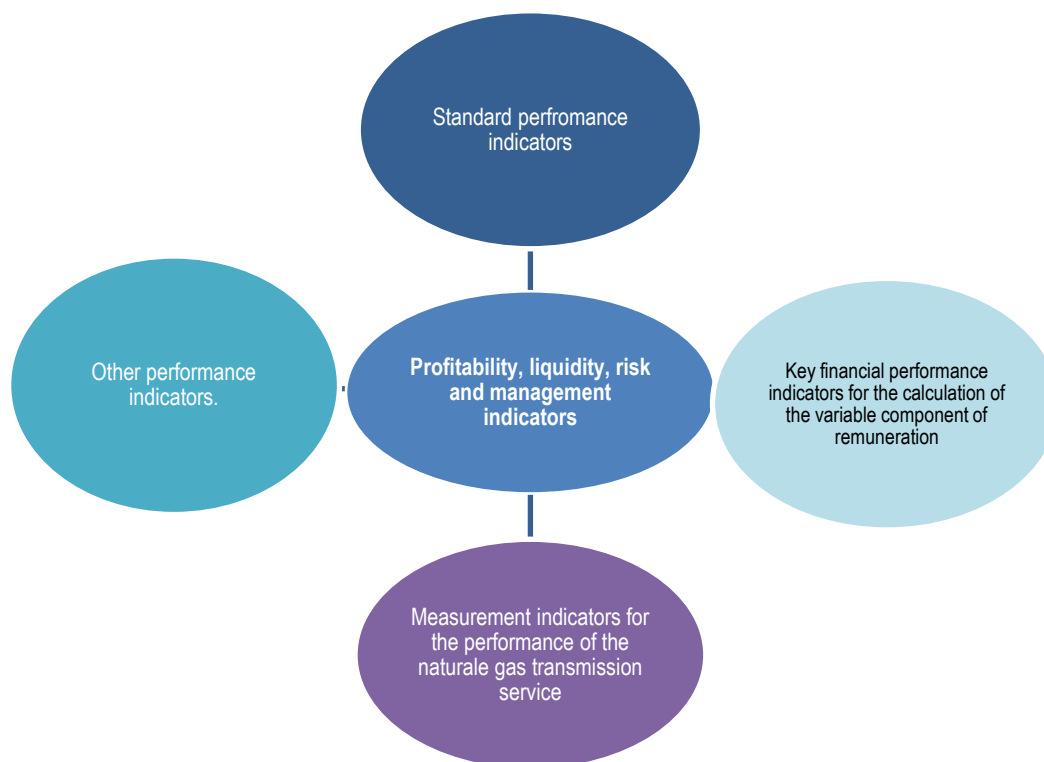 Standard perfromance
indicators
Other performance
indicators.
Profitability, liquidity, risk
and management
indicators
Key financial performance
indicators for the calculation of
the variable component of
remuneration
Measurement indicators for
the performance of the
naturale gas transmission
service